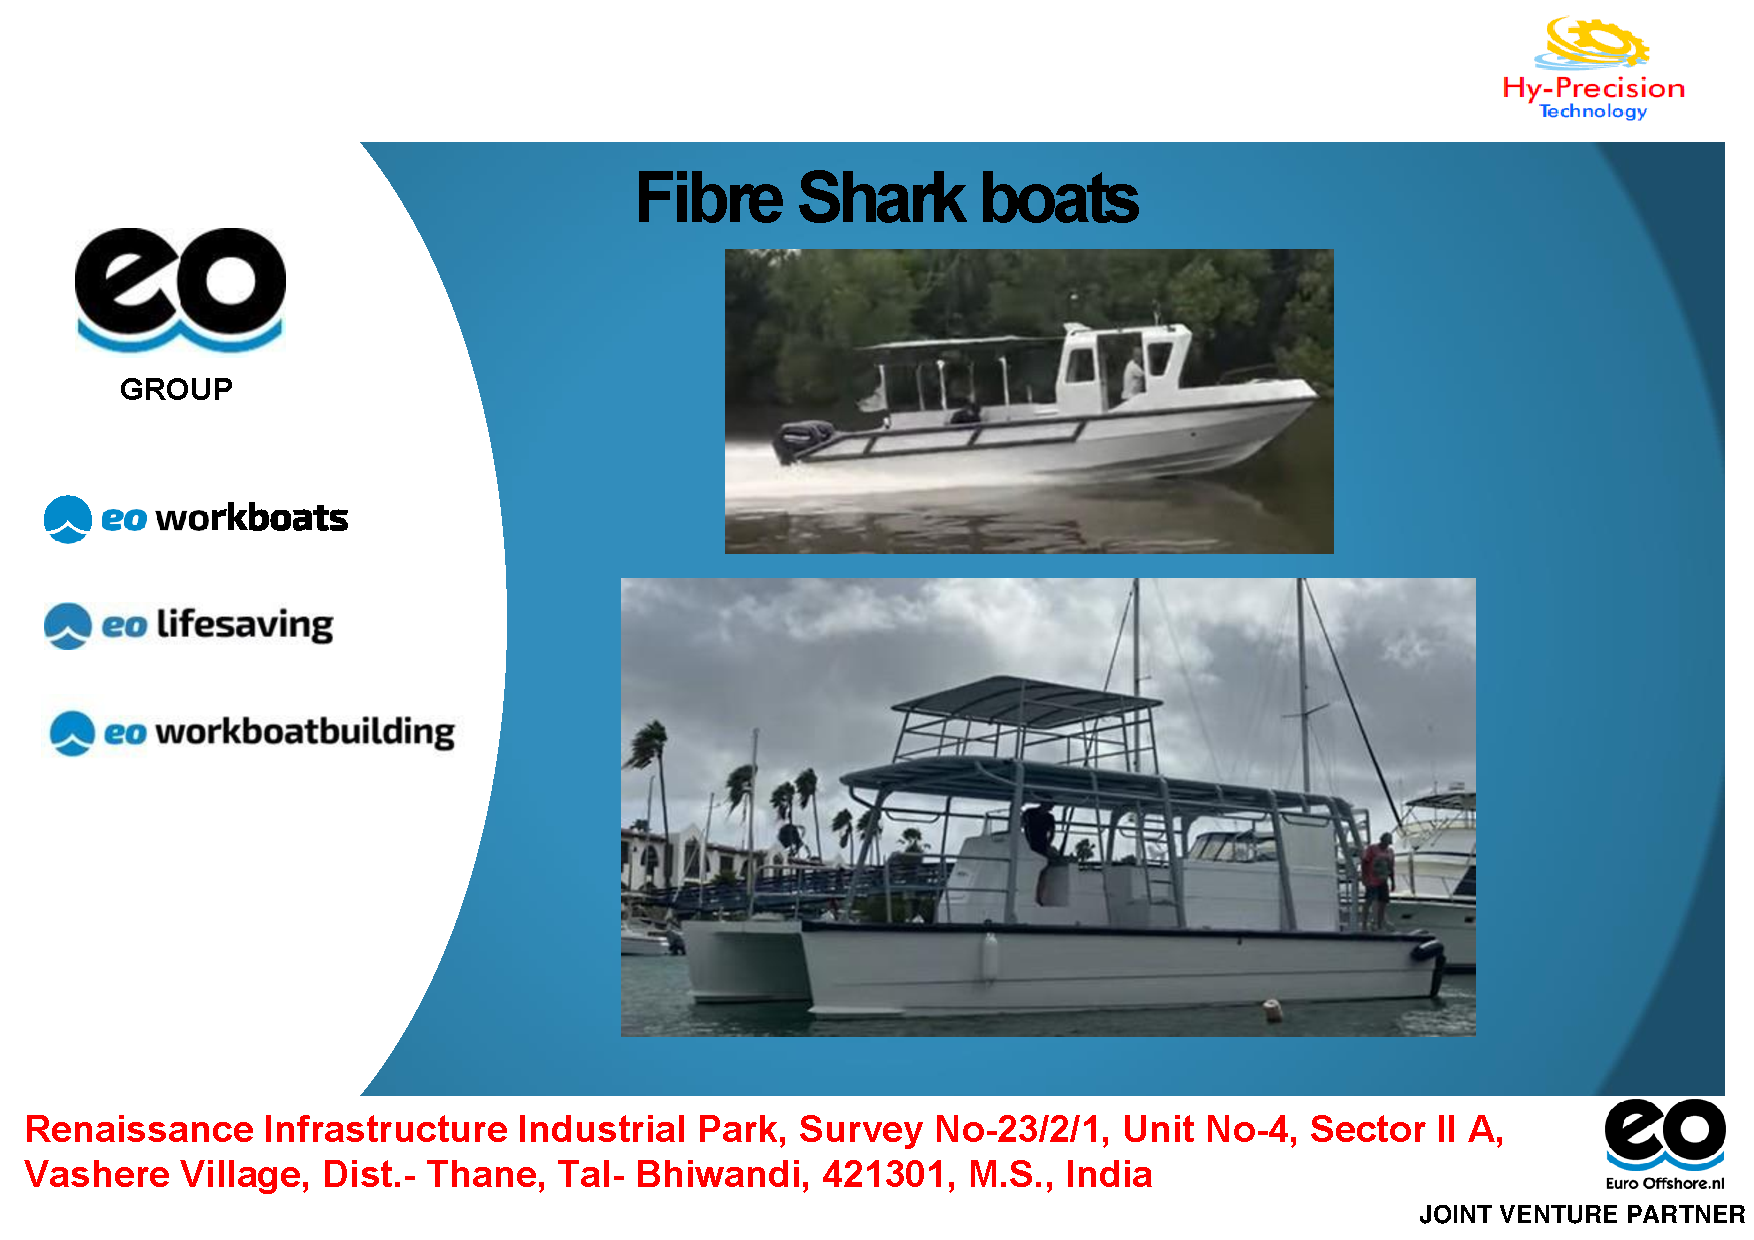 Hy-Precision
Technology
Fibre Shark boats
eo
GROUP
eo workboats
eo lifesaving
eo workboatbuilding
Renaissance Infrastructure Industrial Park, Survey No-23/2/1, Unit No-4, Sector II A,
Vashere Village, Dist.- Thane, Tal- Bhiwandi, 421301, M.S., India
eo
Euro Offshore.nl
JOINT VENTURE PARTNER